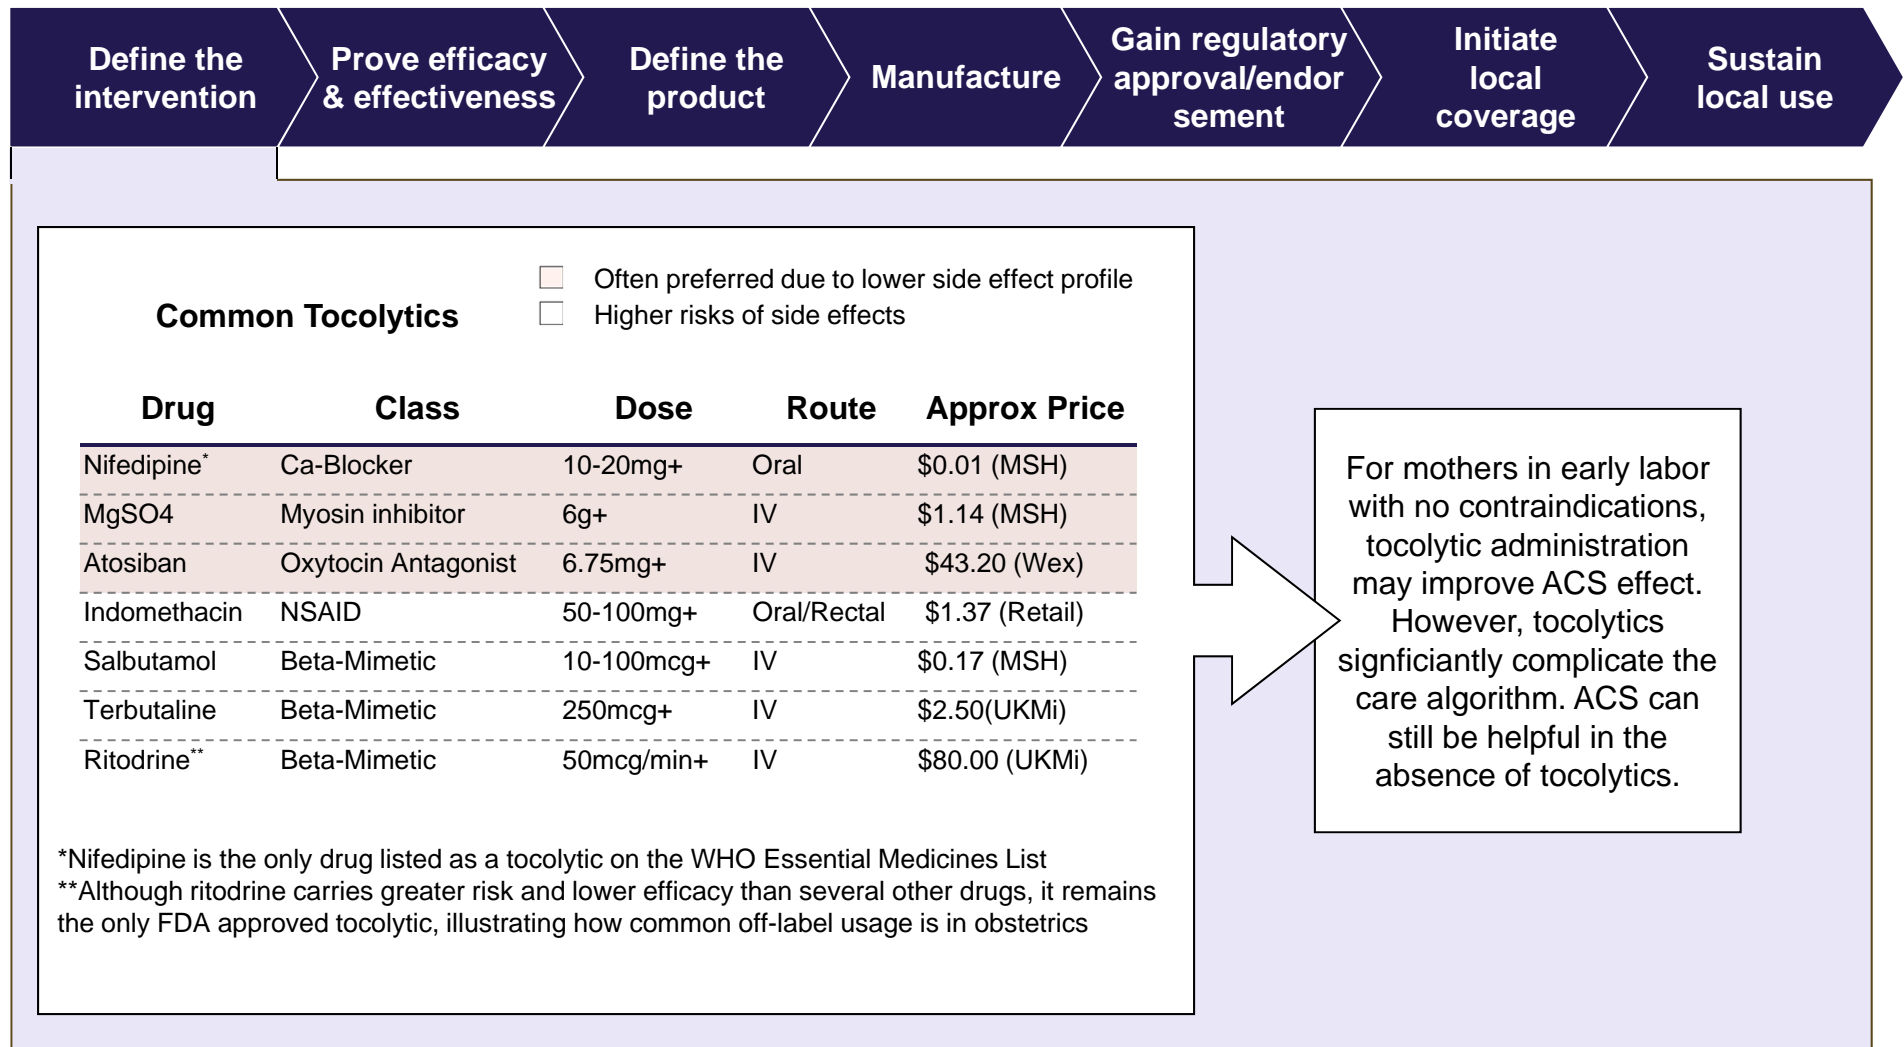 Define the
intervention
Prove efficacy
& effectiveness
Define the
product
Manufacture
Gain regulatory
approval/endor
sement
Initiate
local
coverage
Sustain
local use
Common Tocolytics
Often preferred due to lower side effect profile
Higher risks of side effects
Drug Class Dose Route Approx Price
Nifedipine* Ca-Blocker 10-20mg+ Oral $0.01 (MSH)
MgSO4 Myosin inhibitor 6g+ IV $1.14 (MSH)
Atosiban Oxytocin Antagonist 6.75mg+ IV $43.20 (Wex)
Indomethacin NSAID 50-100mg+ Oral/Rectal $1.37 (Retail)
Salbutamol Beta-Mimetic 10-100mcg+ IV $0.17 (MSH)
Terbutaline Beta-Mimetic 250mcg+ IV $2.50(UKMi)
Ritodrine** Beta-Mimetic 50mcg/min+ IV $80.00 (UKMi)
*Nifedipine is the only drug listed as a tocolytic on the WHO Essential Medicines List
**Although ritodrine carries greater risk and lower efficacy than several other drugs, it remains
the only FDA approved tocolytic, illustrating how common off-label usage is in obstetrics
For mothers in early labor
with no contraindications,
tocolytic administration
may improve ACS effect.
However, tocolytics
signficiantly complicate the
care algorithm. ACS can
still be helpful in the
absence of tocolytics.